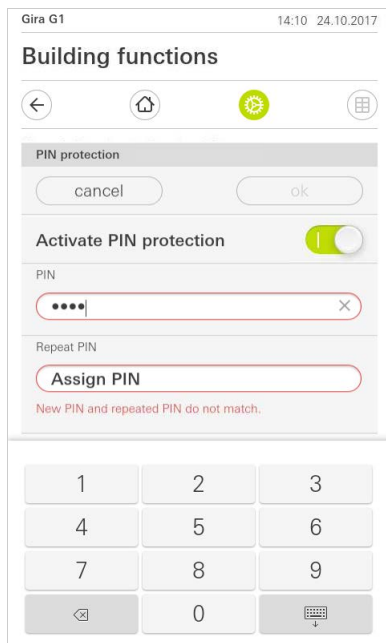 Gira G1 14:10 24.10.2017
Building functions
PIN protection
cancel ok
Activate PIN protection
PIN
••••
Repeat PIN
Assign PIN
New PIN and repeated PIN do not match.
1 2 3
4 5 6
7 8 9
0